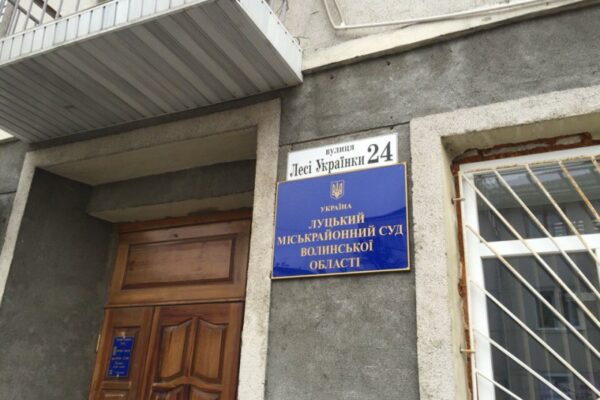 вулиця
Лесі Українки 24
УКРАЇНА
ЛУЦЬКИЙ
МІСЬКРАЙОННИЙ СУД
ВОЛИНСЬКОЇ
ОБЛАСТІ